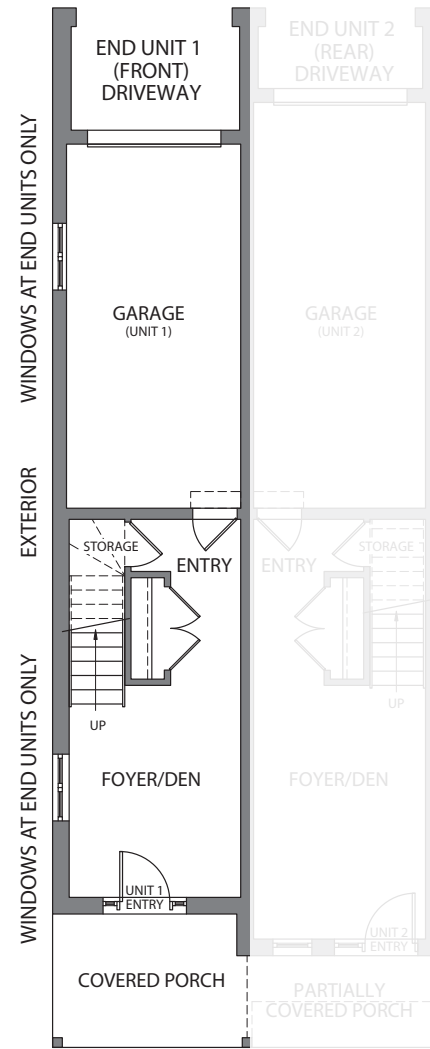 END UNIT 1
(FRONT)
DRIVEWAY
END UNIT 2
(REAR)
DRIVEWAY
WINDOWS AT END UNITS ONLY
GARAGE
(UNIT 1)
GARAGE
(UNIT 2)
EXTERIOR
STORAGE
ENTRY
ENTRY
STORAGE
UP
UP
WINDOWS AT END UNITS ONLY
FOYER/DEN
FOYER/DEN
UNIT 1
ENTRY
UNIT 2
ENTRY
COVERED PORCH
PARTIALLY
COVERED PORCH